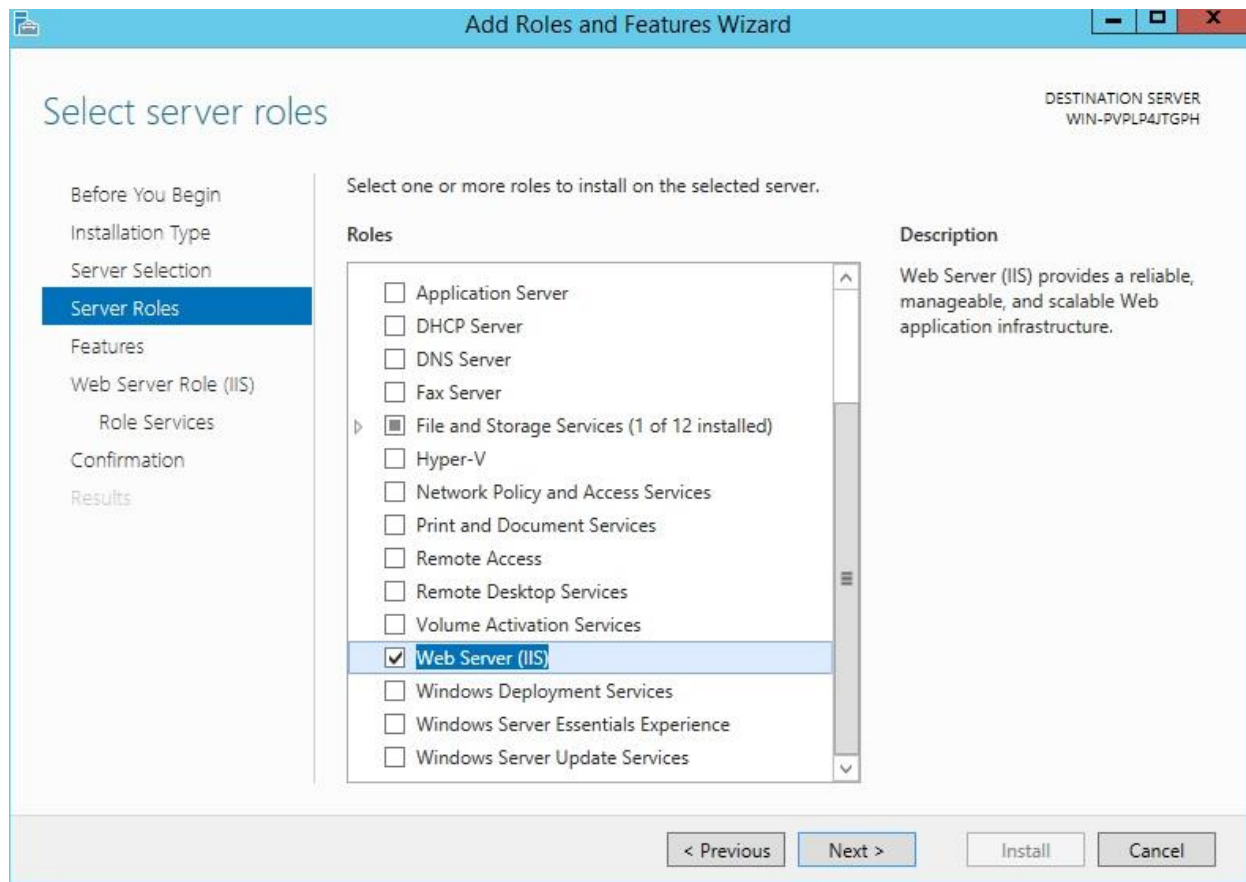 Add Roles and Features Wizard
Select server roles
DESTINATION SERVER
WIN-PVPLP4JTGPH
Before You Begin
Installation Type
Server Selection
Server Roles
Features
Web Server Role (IIS)
Role Services
Confirmation
Results
Select one or more roles to install on the selected server.
Roles
Application Server
DHCP Server
DNS Server
Fax Server
File and Storage Services (1 of 12 installed)
Hyper-V
Network Policy and Access Services
Print and Document Services
Remote Access
Remote Desktop Services
Volume Activation Services
Web Server (IIS)
Windows Deployment Services
Windows Server Essentials Experience
Windows Server Update Services
Description
Web Server (IIS) provides a reliable,
manageable, and scalable Web
application infrastructure.
< Previous
Next >
Install
Cancel